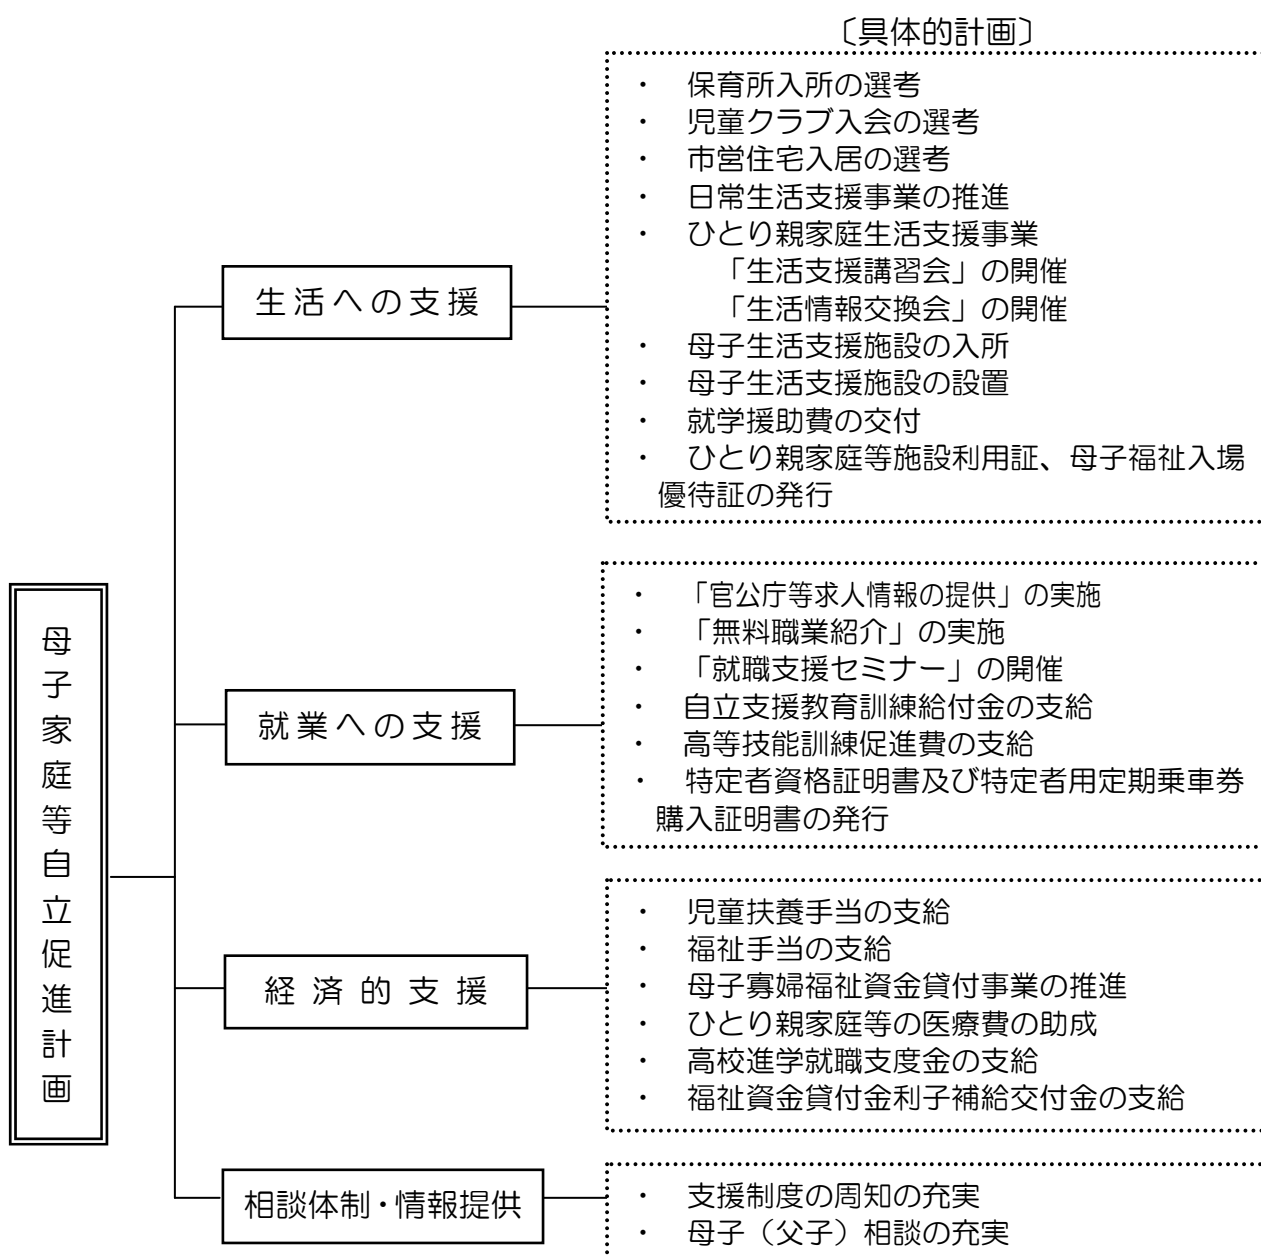 〔具体的計画〕
母子家庭等自立促進計画
生活への支援
・ 保育所入所の選考
・ 児童クラブ入会の選考
・ 市営住宅入居の選考
・ 日常生活支援事業の推進
・ ひとり親家庭生活支援事業
「生活支援講習会」の開催
「生活情報交換会」の開催
・ 母子生活支援施設の入所
・ 母子生活支援施設の設置
・ 就学援助費の交付
・ ひとり親家庭等施設利用証、母子福祉入場
優待証の発行
就業への支援
・ 「官公庁等求人情報の提供」の実施
・ 「無料職業紹介」の実施
・ 「就職支援セミナー」の開催
・ 自立支援教育訓練給付金の支給
・ 高等技能訓練促進費の支給
・ 特定者資格証明書及び特定者用定期乗車券
購入証明書の発行
経済的支援
・ 児童扶養手当の支給
・ 福祉手当の支給
・ 母子寡婦福祉資金貸付事業の推進
・ ひとり親家庭等の医療費の助成
・ 高校進学就職支度金の支給
・ 福祉資金貸付金利子補給交付金の支給
相談体制・情報提供
・ 支援制度の周知の充実
・ 母子（父子）相談の充実